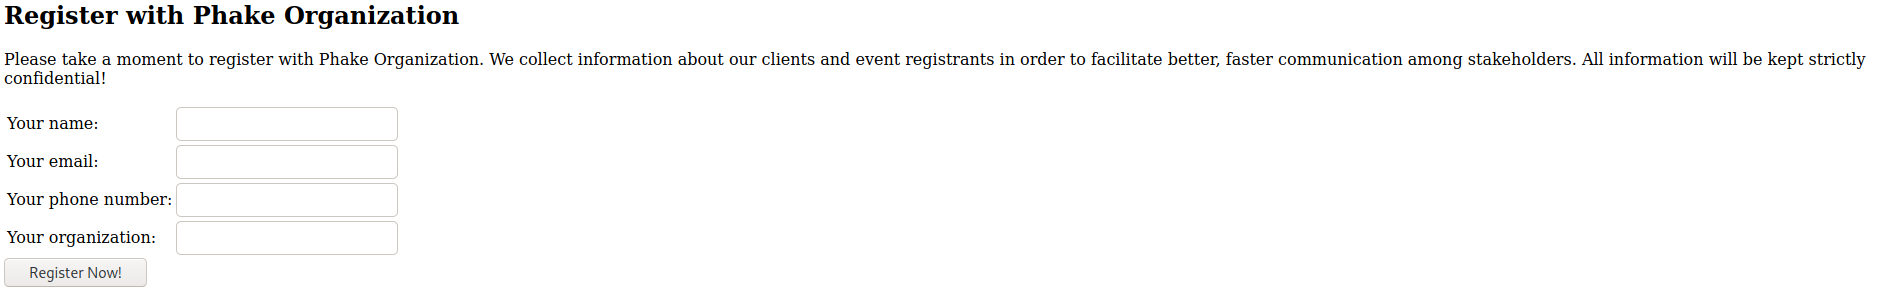 Register with Phake Organization
Please take a moment to register with Phake Organization. We collect information about our clients and event registrants in order to facilitate better, faster communication among stakeholders. All information will be kept strictly
confidential!
Your name:
Your email:
Your phone number:
Your organization:
Register Now!